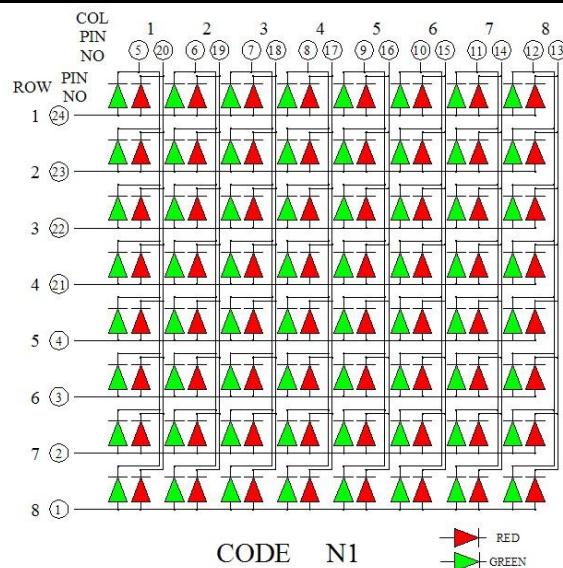 COL 1 2 3 4 5 6 7 8
PIN
NO 5 20 6 19 7 18 8 17 9 16 10 15 11 14 12 13
ROW PIN
NO
1 24
2 23
3 22
4 21
5 4
6 3
7 2
8 1
RED
CODE N1
GREEN